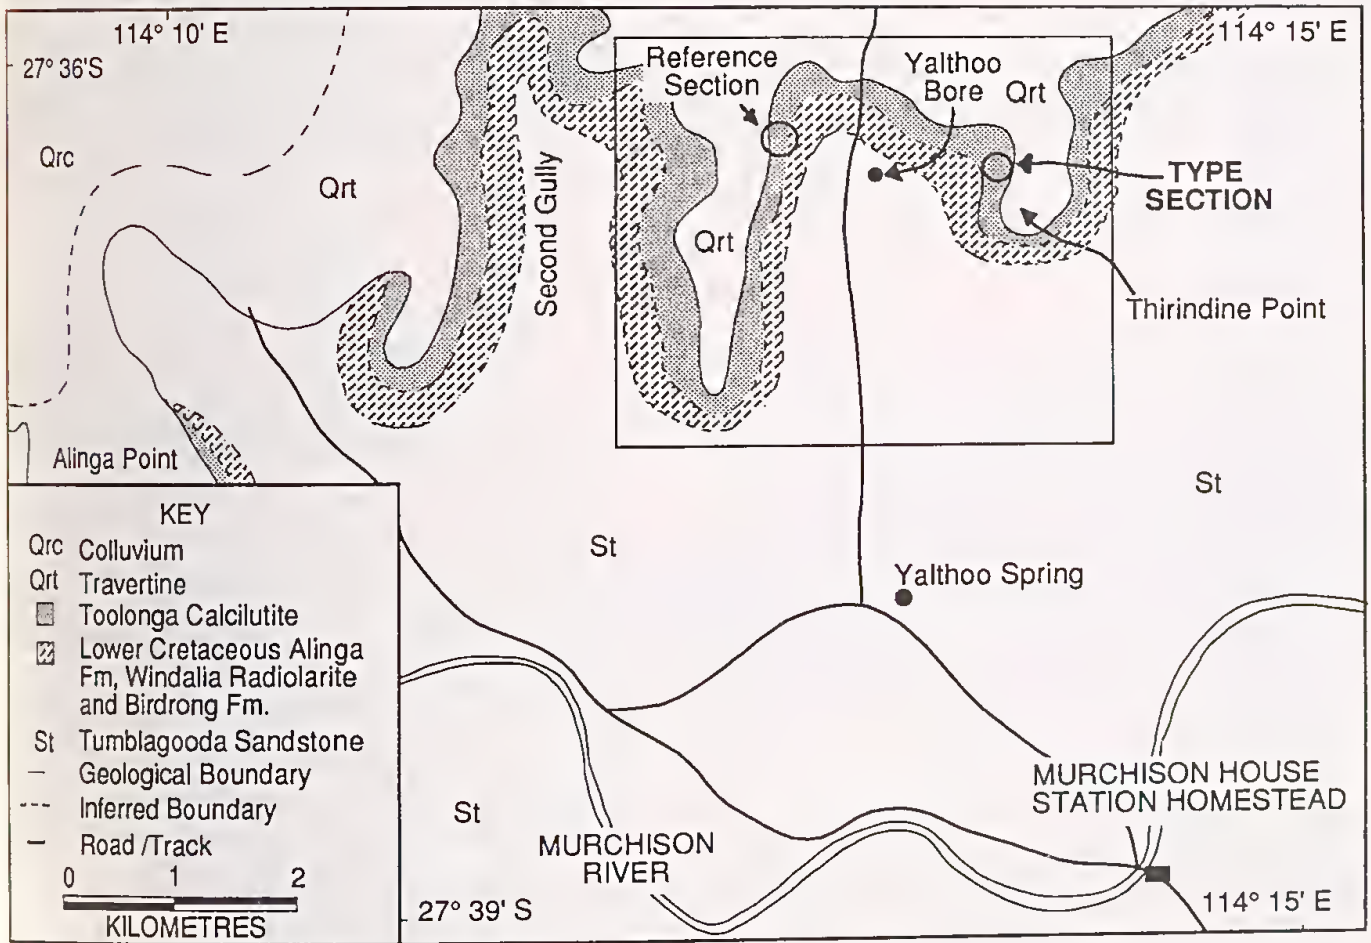 114° 10' E
114° 15' E
27° 36'S
Reference
Section
Yalthoo
Bore
Qrt
Qrc
Qrt
TYPE
SECTION
Second Gully
Qrt
Thirindine Point
Alinga Point
St
St
Yalthoo Spring
KEY
Qrc Colluvium
Qrt Travertine
Toolonga Calcilutite
Lower Cretaceous Alinga
Fm, Windalia Radiolarite
and Birdrong Fm.
St Tumblagooda Sandstone
Geological Boundary
Inferred Boundary
Road /Track
0 1 2
KILOMETRES
St
MURCHISON
RIVER
MURCHISON HOUSE
STATION HOMESTEAD
27° 39' S
114° 15' E